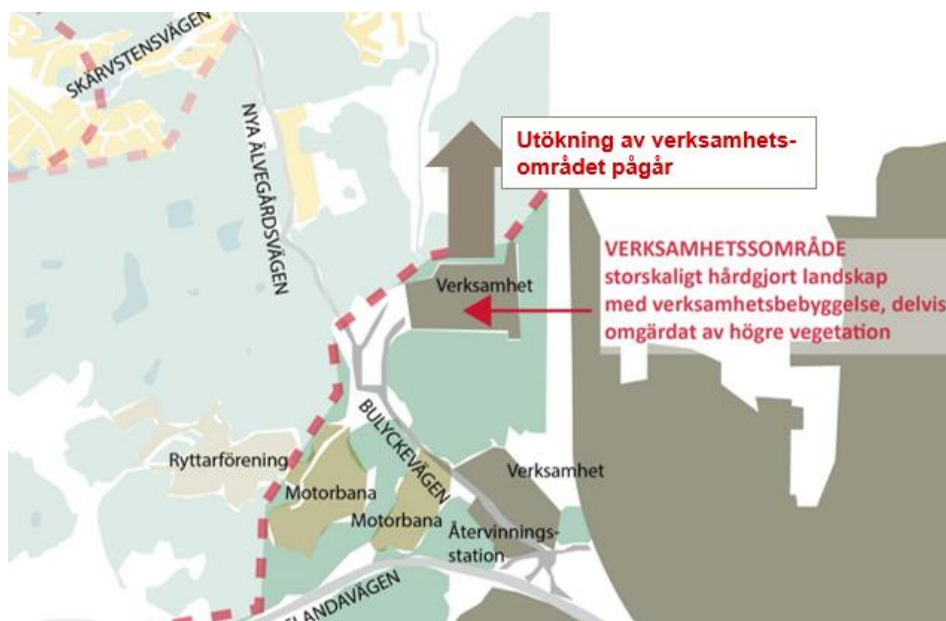 SKÄRVSTENSVÄGEN
NYA ÄLVEGÅRDSVÄGEN
Utökning av verksamhets-
området pågår
VERKSAMHETSSOMRÅDE
storskaligt hårdgjort landskap
med verksamhetsbebyggelse, delvis
omgärdat av högre vegetation
Verksamhet
BULYCKEVÄGEN
Ryttarförening
Motorbana
Motorbana
Verksamhet
Återvinnings-
station
SLANDAVÄGEN